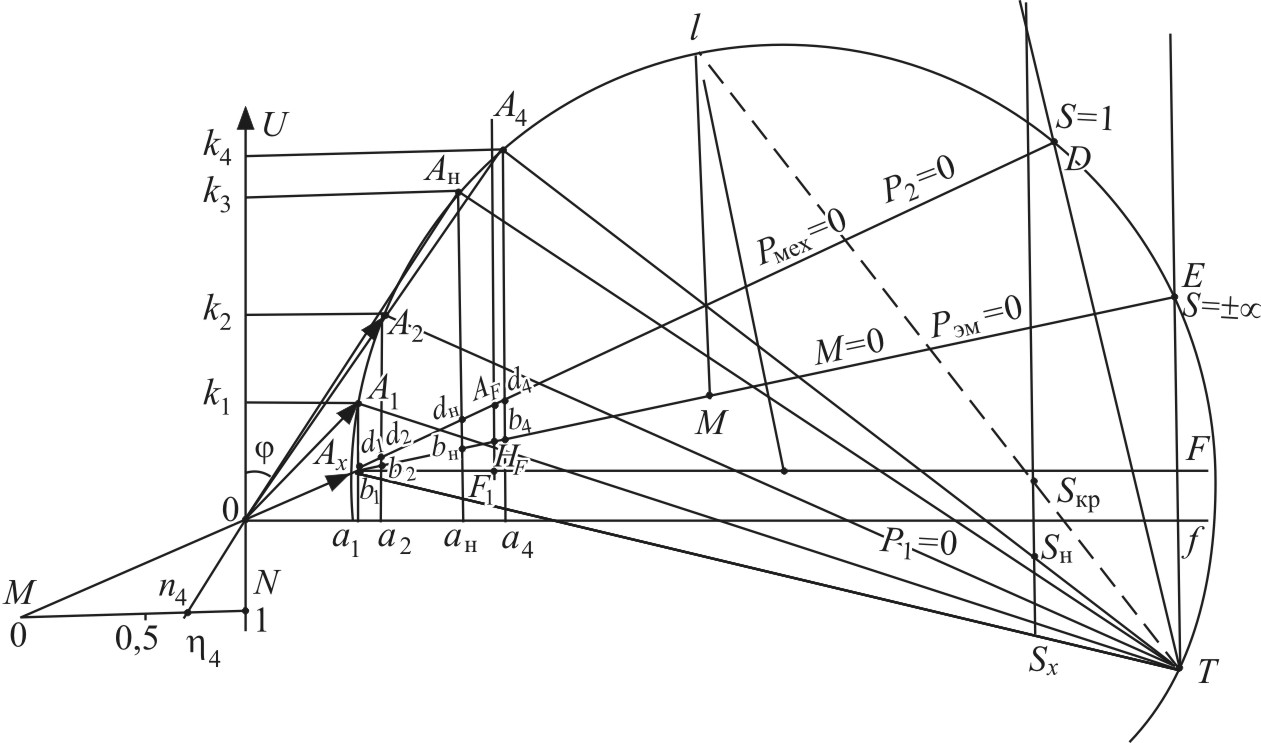 l
A₄
U
S=1
k₄
D
Aн
P₂=0
k₃
Pмех=0
E
S=±∞
k₂
A₂
Pэм=0
M=0
k₁
A₁
A_F
d₄
dн
b₄
M
φ
Aₓ
d₁
d₂
bн
b₂
H_F
F
b₁
F₁
Sкр
0
a₁
a₂
aн
a₄
P₁=0
Sн
f
M
n₄
N
0
0,5
η₄
1
Sₓ
T